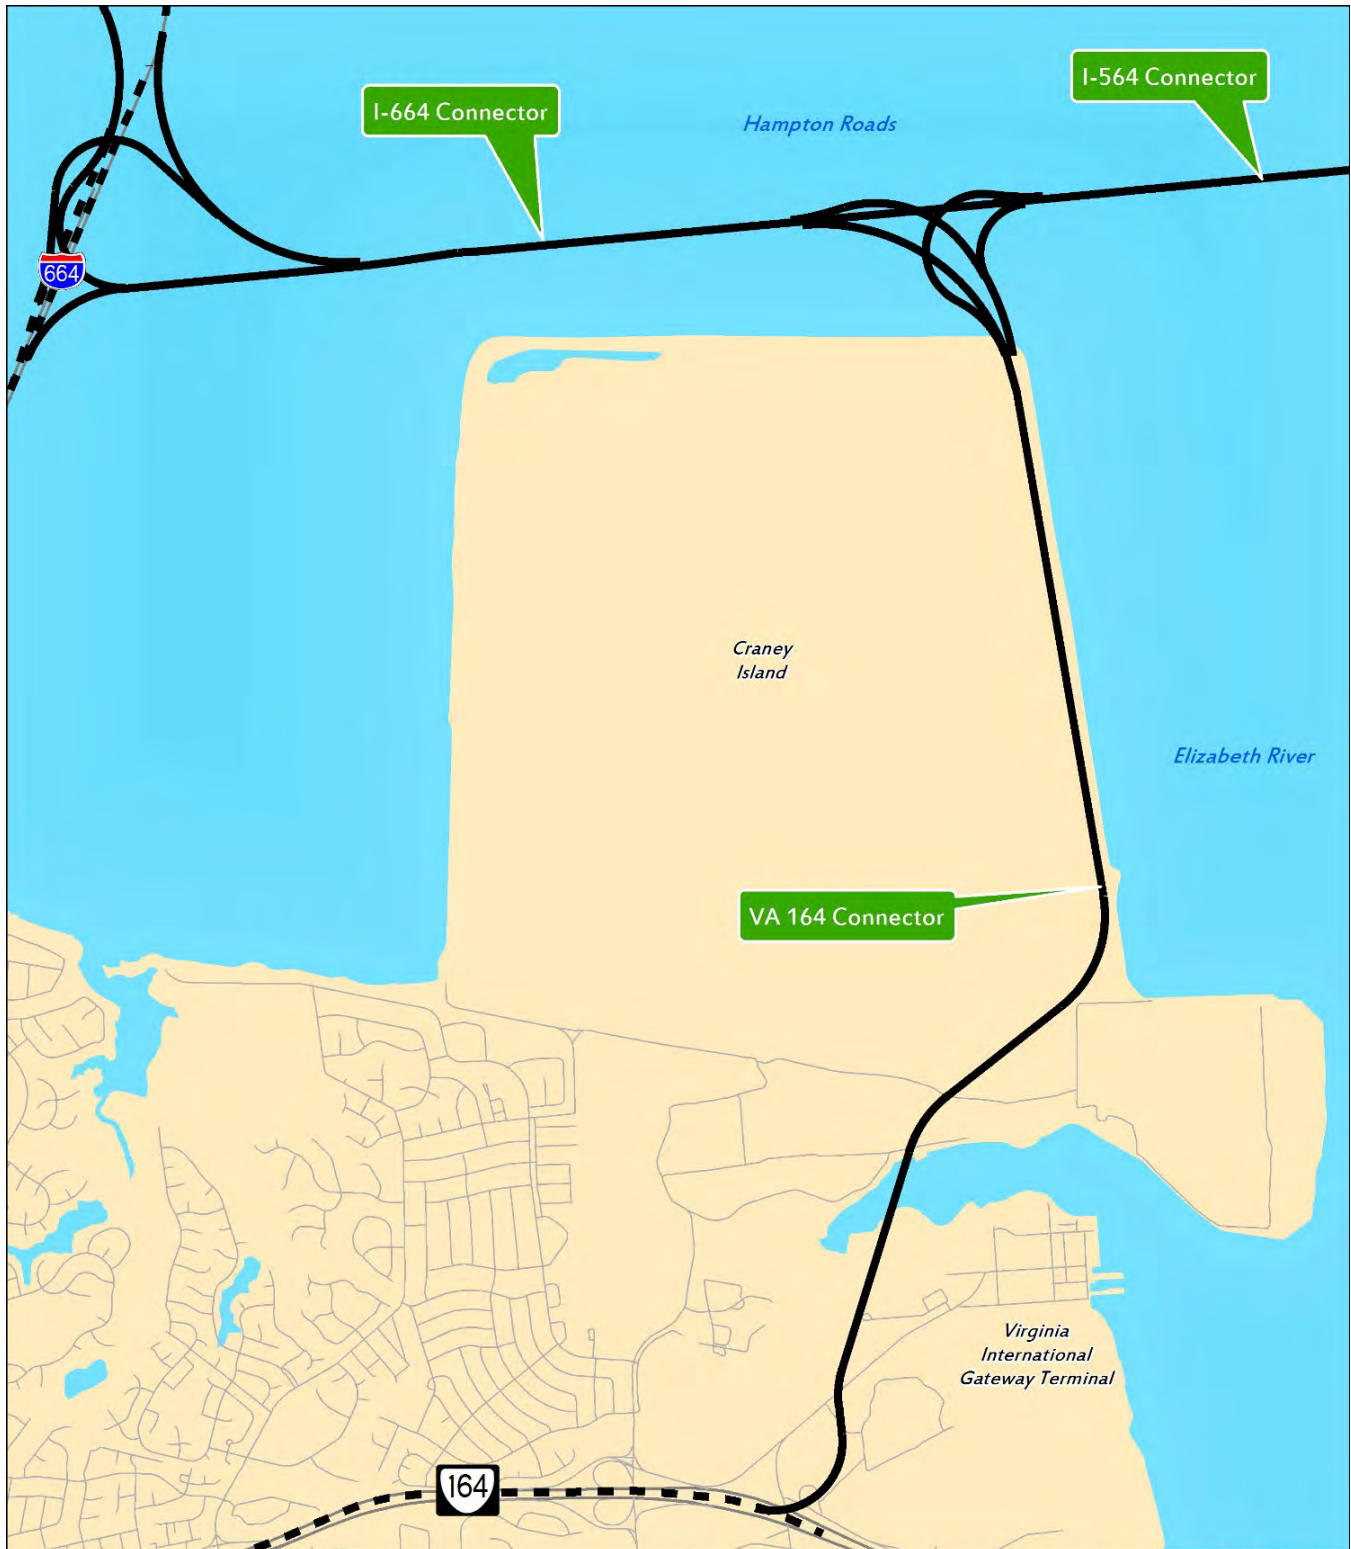 I-564 Connector
I-664 Connector
Hampton Roads
664
Craney
Island
Elizabeth River
VA 164 Connector
Virginia
International
Gateway Terminal
164